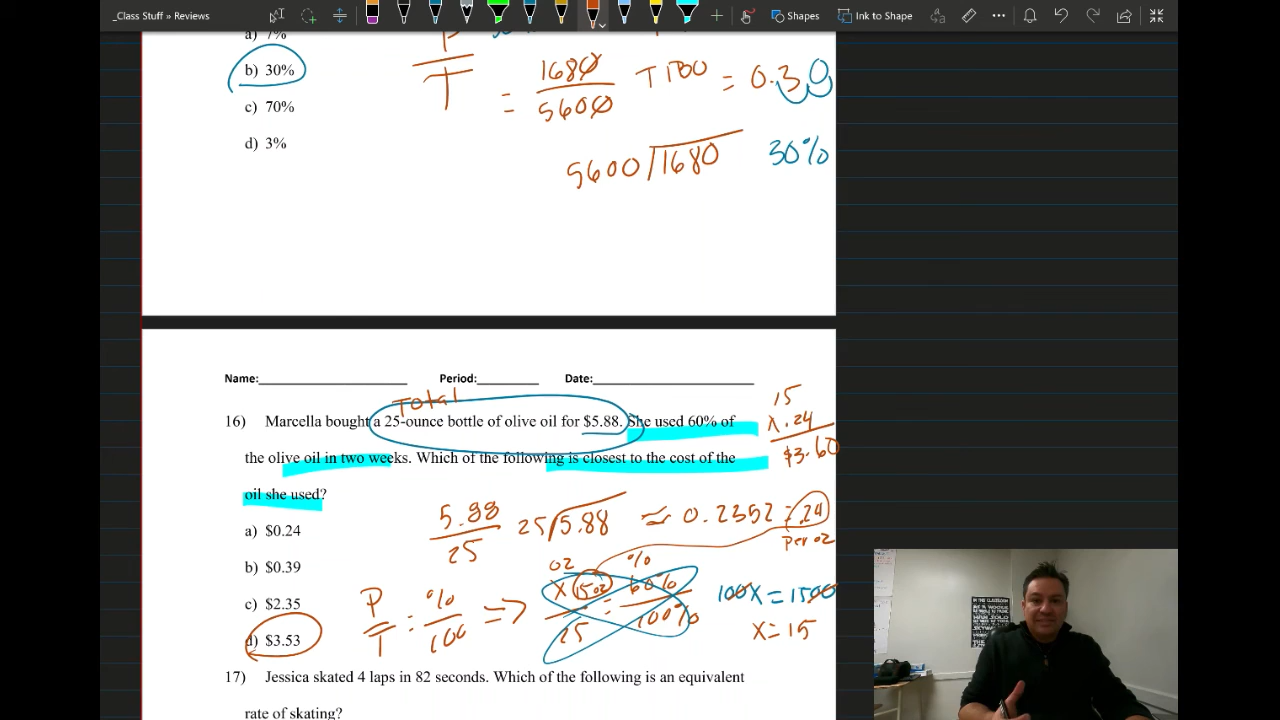 _Class Stuff » Reviews
Shapes
Ink to Shape
a) 7%
P
T
b) 30%
= 1680
5600
= 0.30
c) 70%
d) 3%
5600 1680
30%
Name:
Period:
Date:
Total
15
x .24
$3.60
16) Marcella bought a 25-ounce bottle of olive oil for $5.88. She used 60% of
the olive oil in two weeks. Which of the following is closest to the cost of the
oil she used?
a) $0.24
5.88
25
25 5.88
≈ 0.2352 = .24
per oz
b) $0.39
c) $2.35
d) $3.53
P
T
= %
100
=>
oz
%
x 15oz
25
= 60%
100%
100x = 1500
x = 15
17) Jessica skated 4 laps in 82 seconds. Which of the following is an equivalent
rate of skating?
IN THIS CLASSROOM